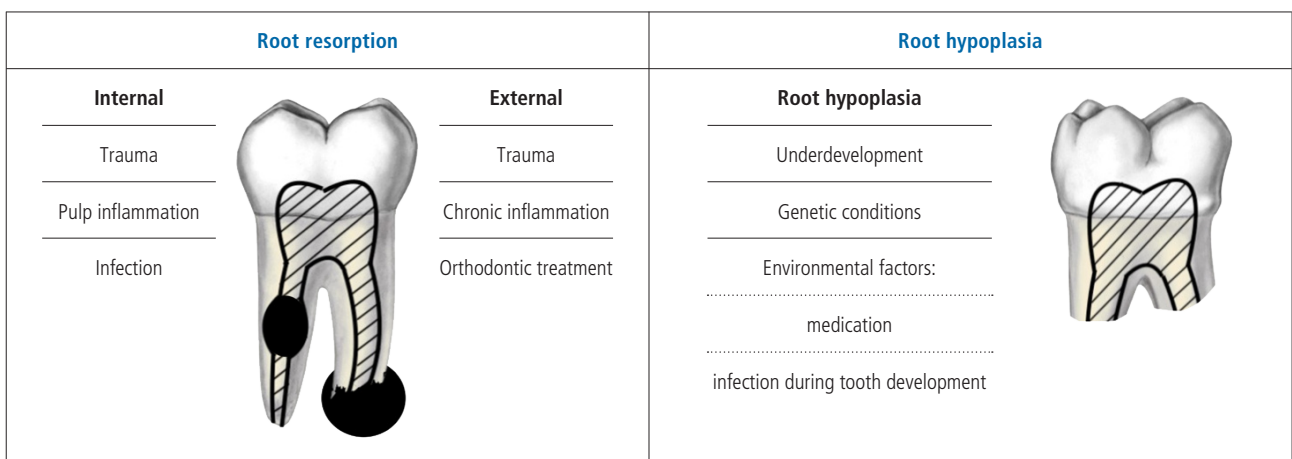 Root resorption
Internal
Trauma
Pulp inflammation
Infection
External
Trauma
Chronic inflammation
Orthodontic treatment
Root hypoplasia
Root hypoplasia
Underdevelopment
Genetic conditions
Environmental factors:
medication
infection during tooth development